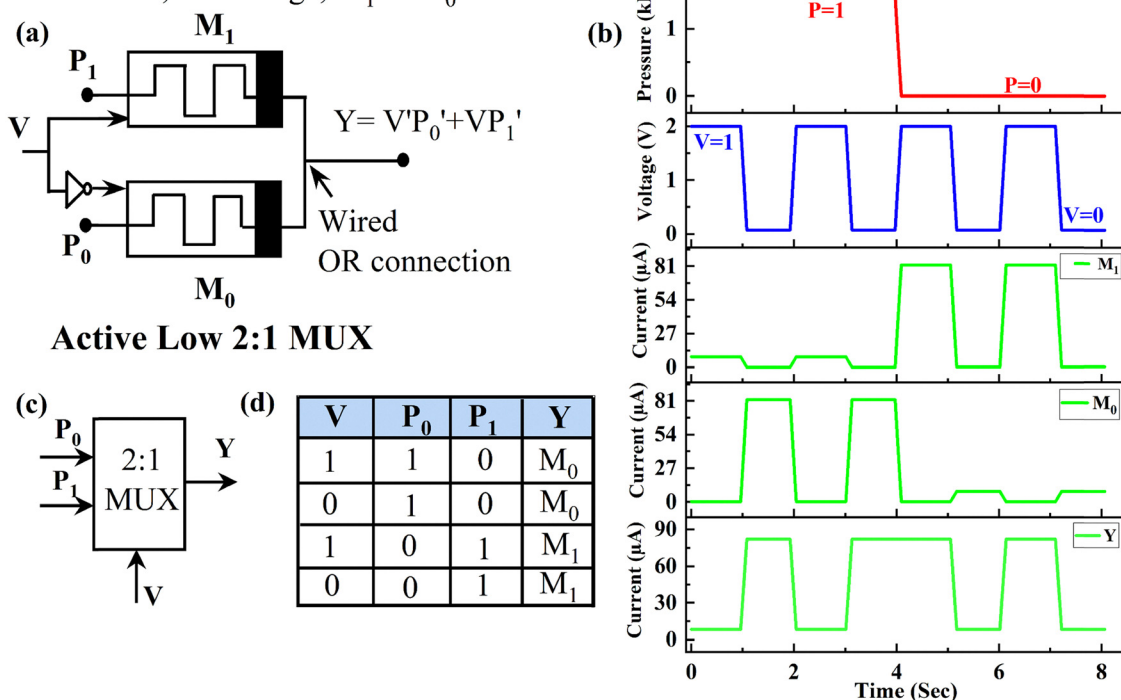 (a)
M1
P1
V
Y= V'P0'+VP1'
P0
Wired
OR connection
M0
Active Low 2:1 MUX
(b)
Pressure
P=1
P=0
1
0
Voltage (V)
V=1
V=0
2
1
0
Current (μA)
M1
81
54
27
0
Current (μA)
M0
81
54
27
0
Current (μA)
Y
90
60
30
0
0 2 4 6 8
Time (Sec)
(c)
P0
P1
2:1
MUX
Y
V
(d)
V P0 P1 Y
1 1 0 M0
0 1 0 M0
1 0 1 M1
0 0 1 M1